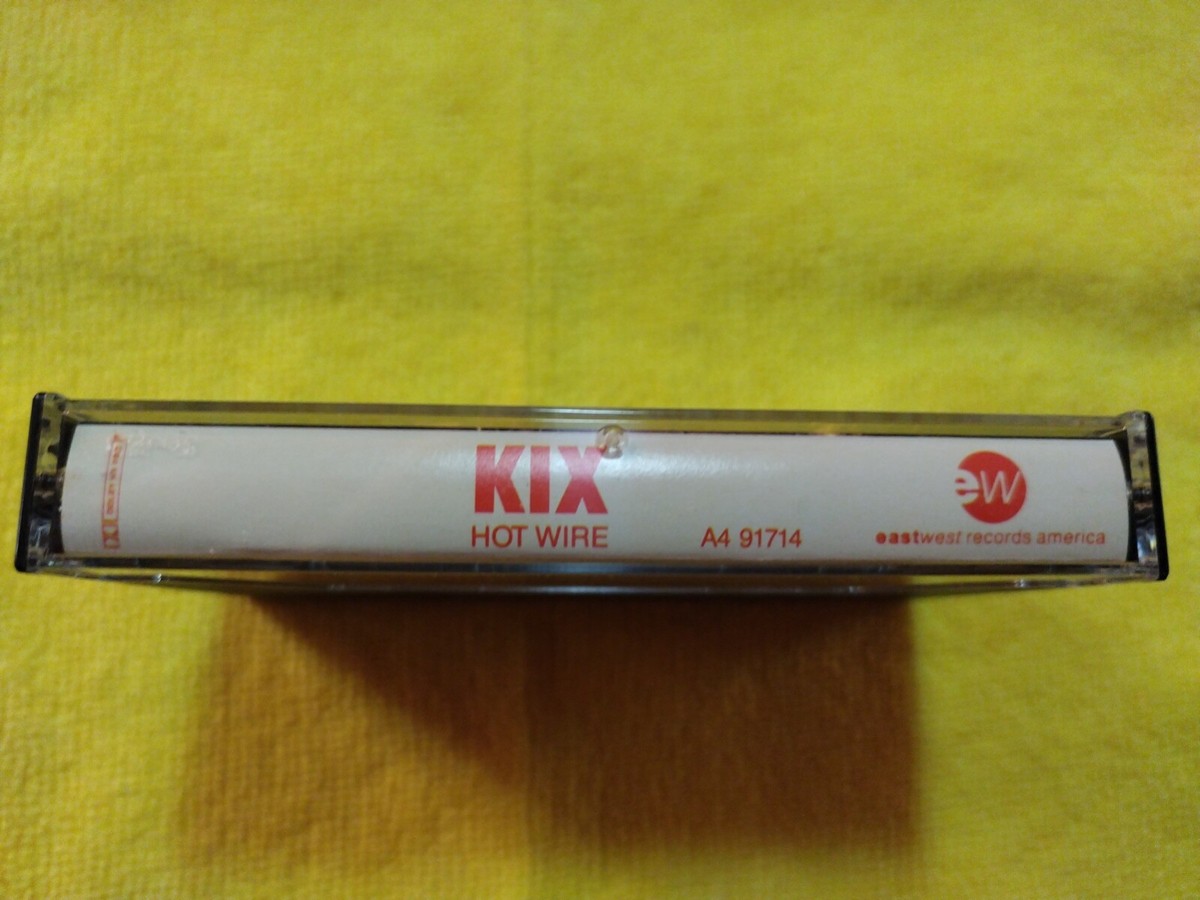 KIX
HOT WIRE
A4 91714
ew
eastwest records america